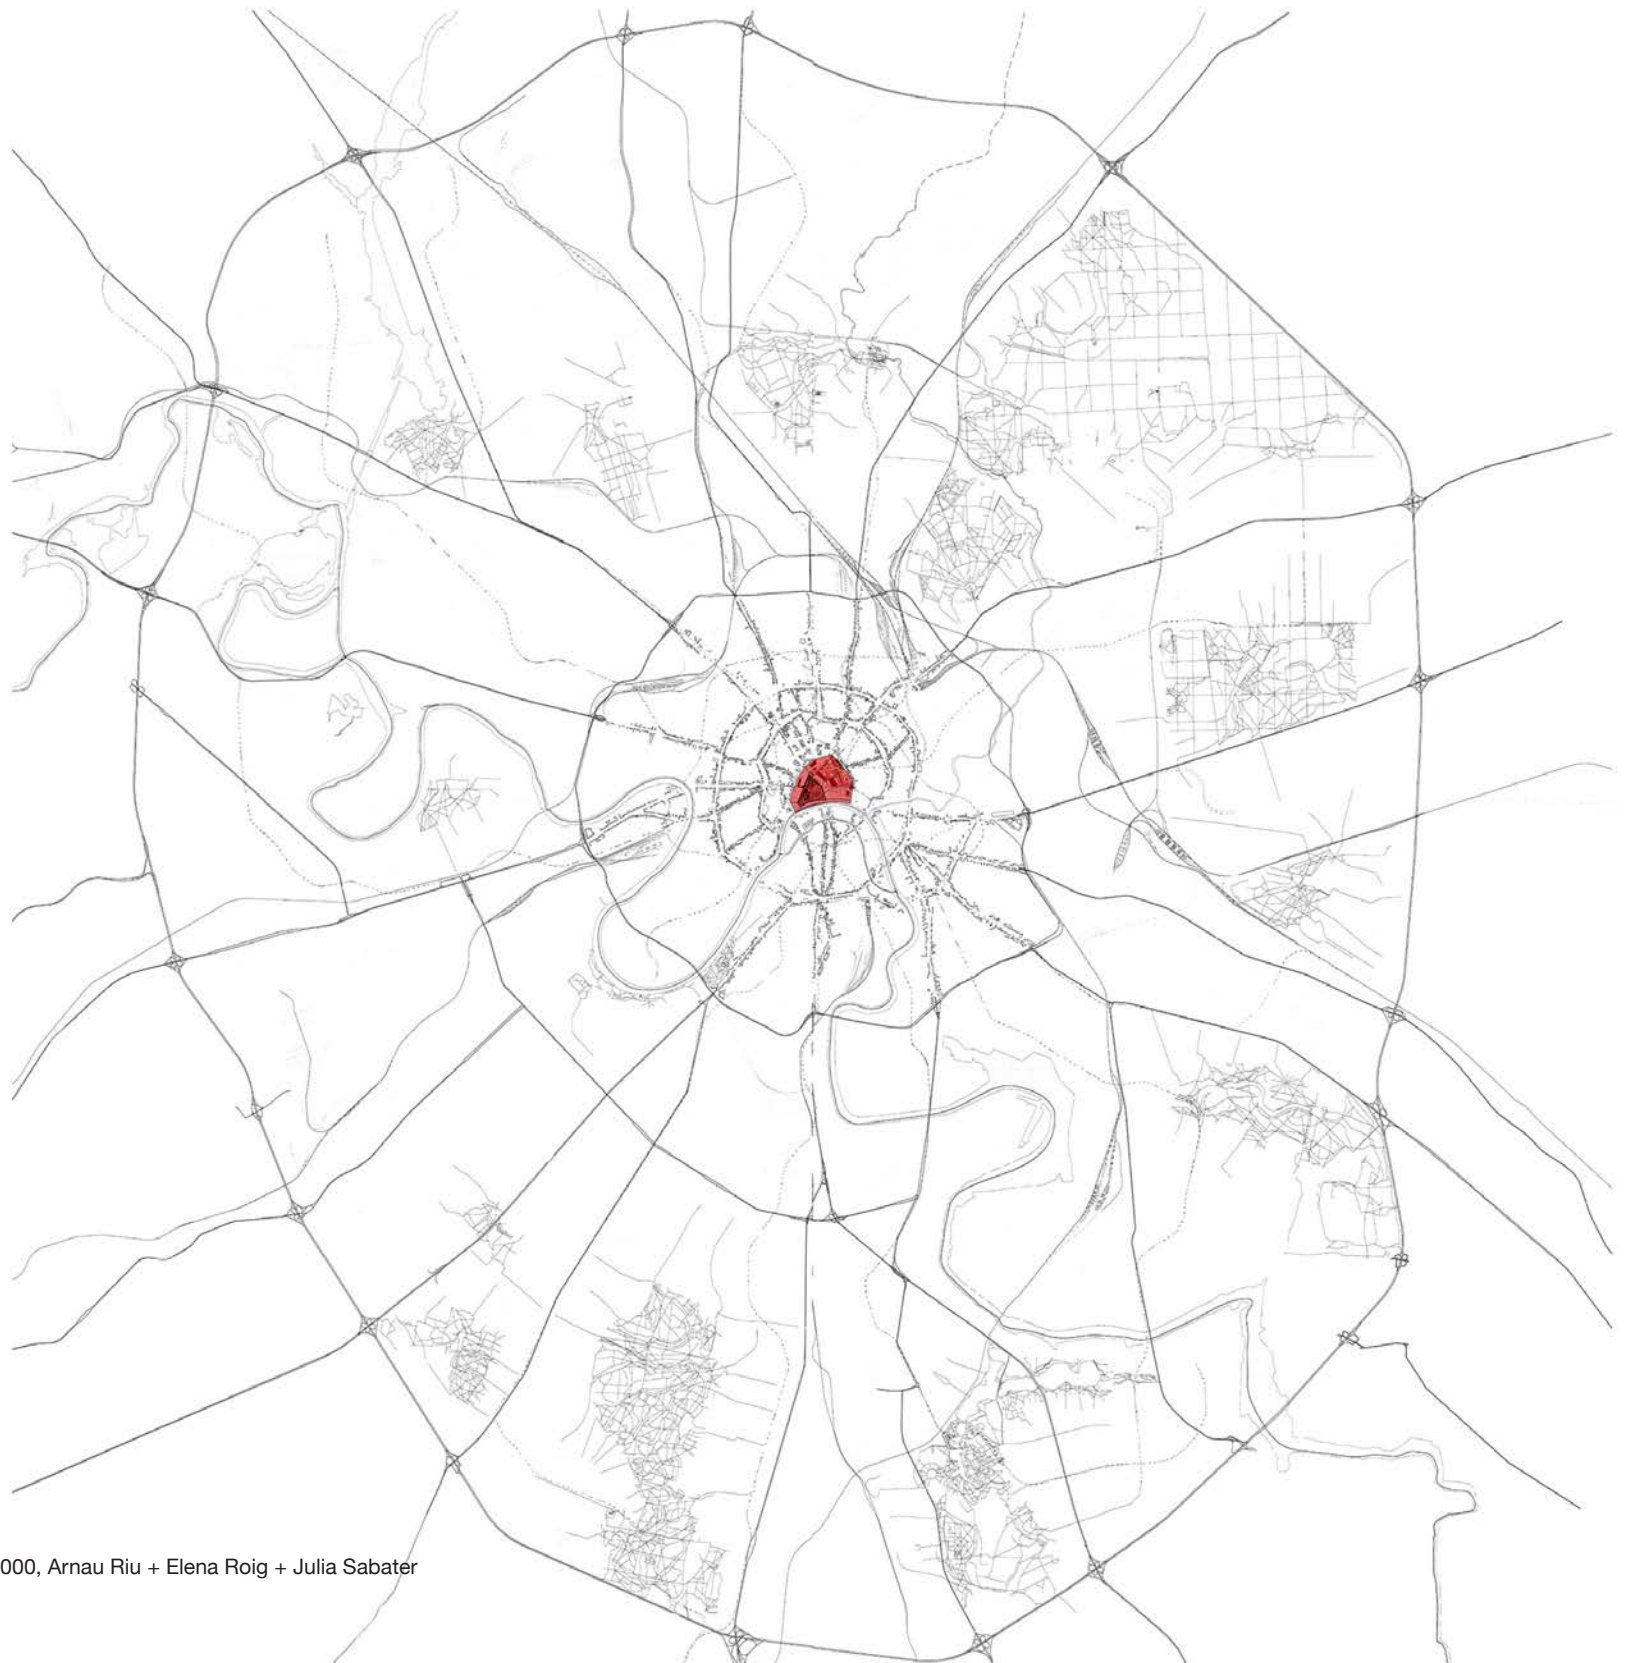 000, Arnau Riu + Elena Roig + Julia Sabater